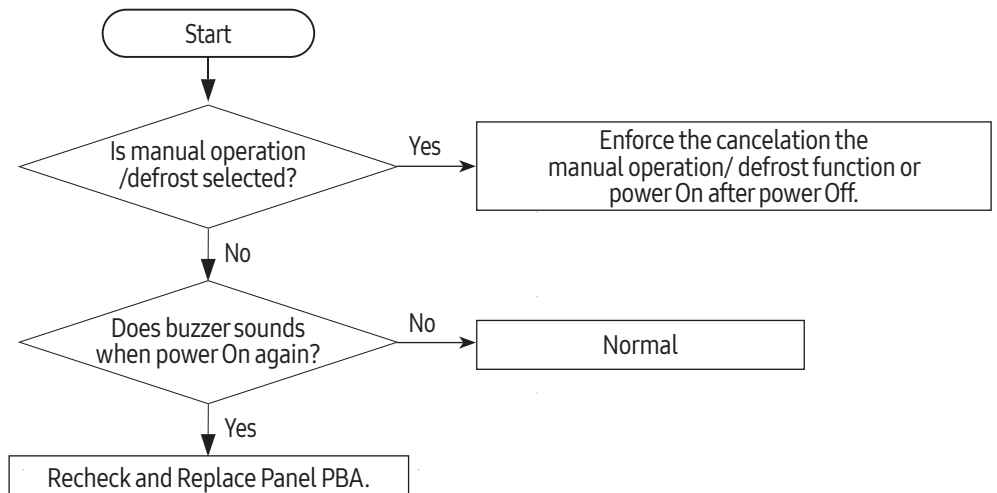 Start
Is manual operation
/defrost selected?
Yes
Enforce the cancelation the
manual operation/ defrost function or
power On after power Off.
No
Does buzzer sounds
when power On again?
No
Normal
Yes
Recheck and Replace Panel PBA.